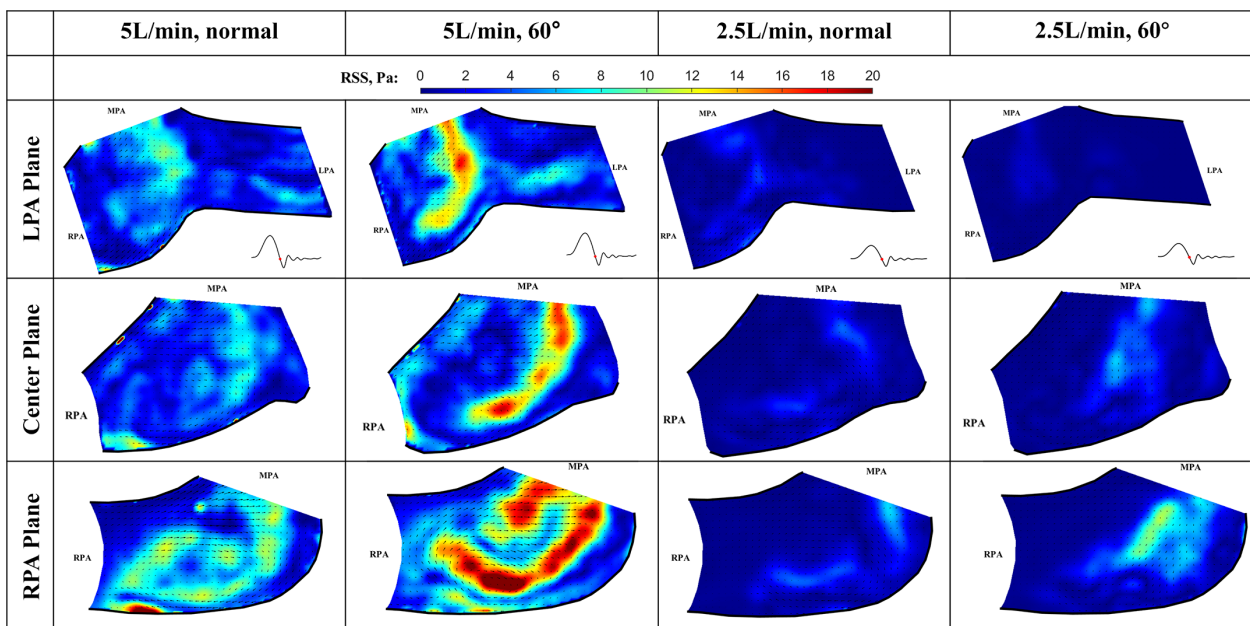 5L/min, normal
5L/min, 60°
2.5L/min, normal
2.5L/min, 60°
RSS, Pa: 0 2 4 6 8 10 12 14 16 18 20
LPA Plane
MPA
LPA
RPA
MPA
LPA
RPA
MPA
LPA
RPA
MPA
LPA
RPA
Center Plane
MPA
RPA
MPA
RPA
MPA
RPA
MPA
RPA
RPA Plane
MPA
RPA
MPA
RPA
MPA
RPA
MPA
RPA